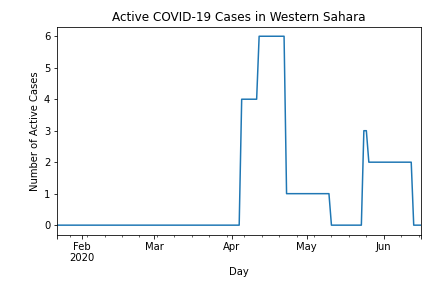 Active COVID-19 Cases in Western Sahara
Number of Active Cases
6
5
4
3
2
1
0
Feb Mar Apr May Jun
2020
Day